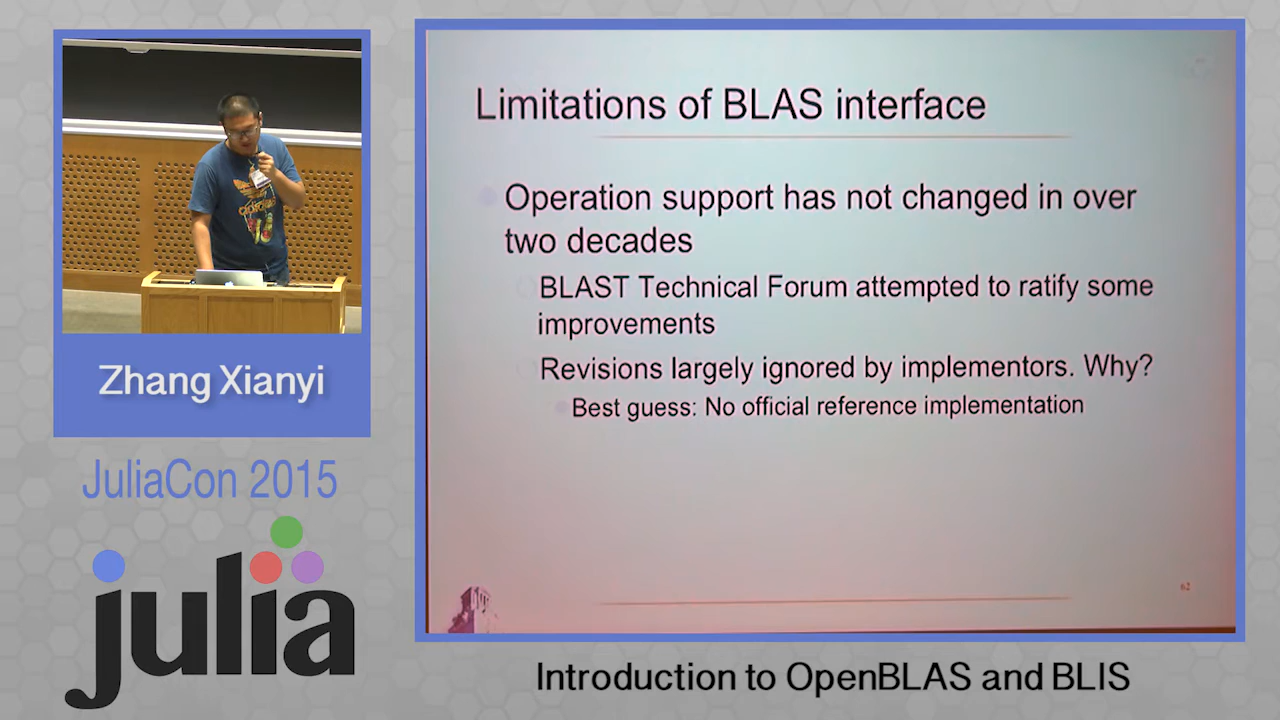 Limitations of BLAS interface
Operation support has not changed in over
two decades
BLAST Technical Forum attempted to ratify some
improvements
Revisions largely ignored by implementors. Why?
Best guess: No official reference implementation
62
Zhang Xianyi
JuliaCon 2015
julia
Introduction to OpenBLAS and BLIS